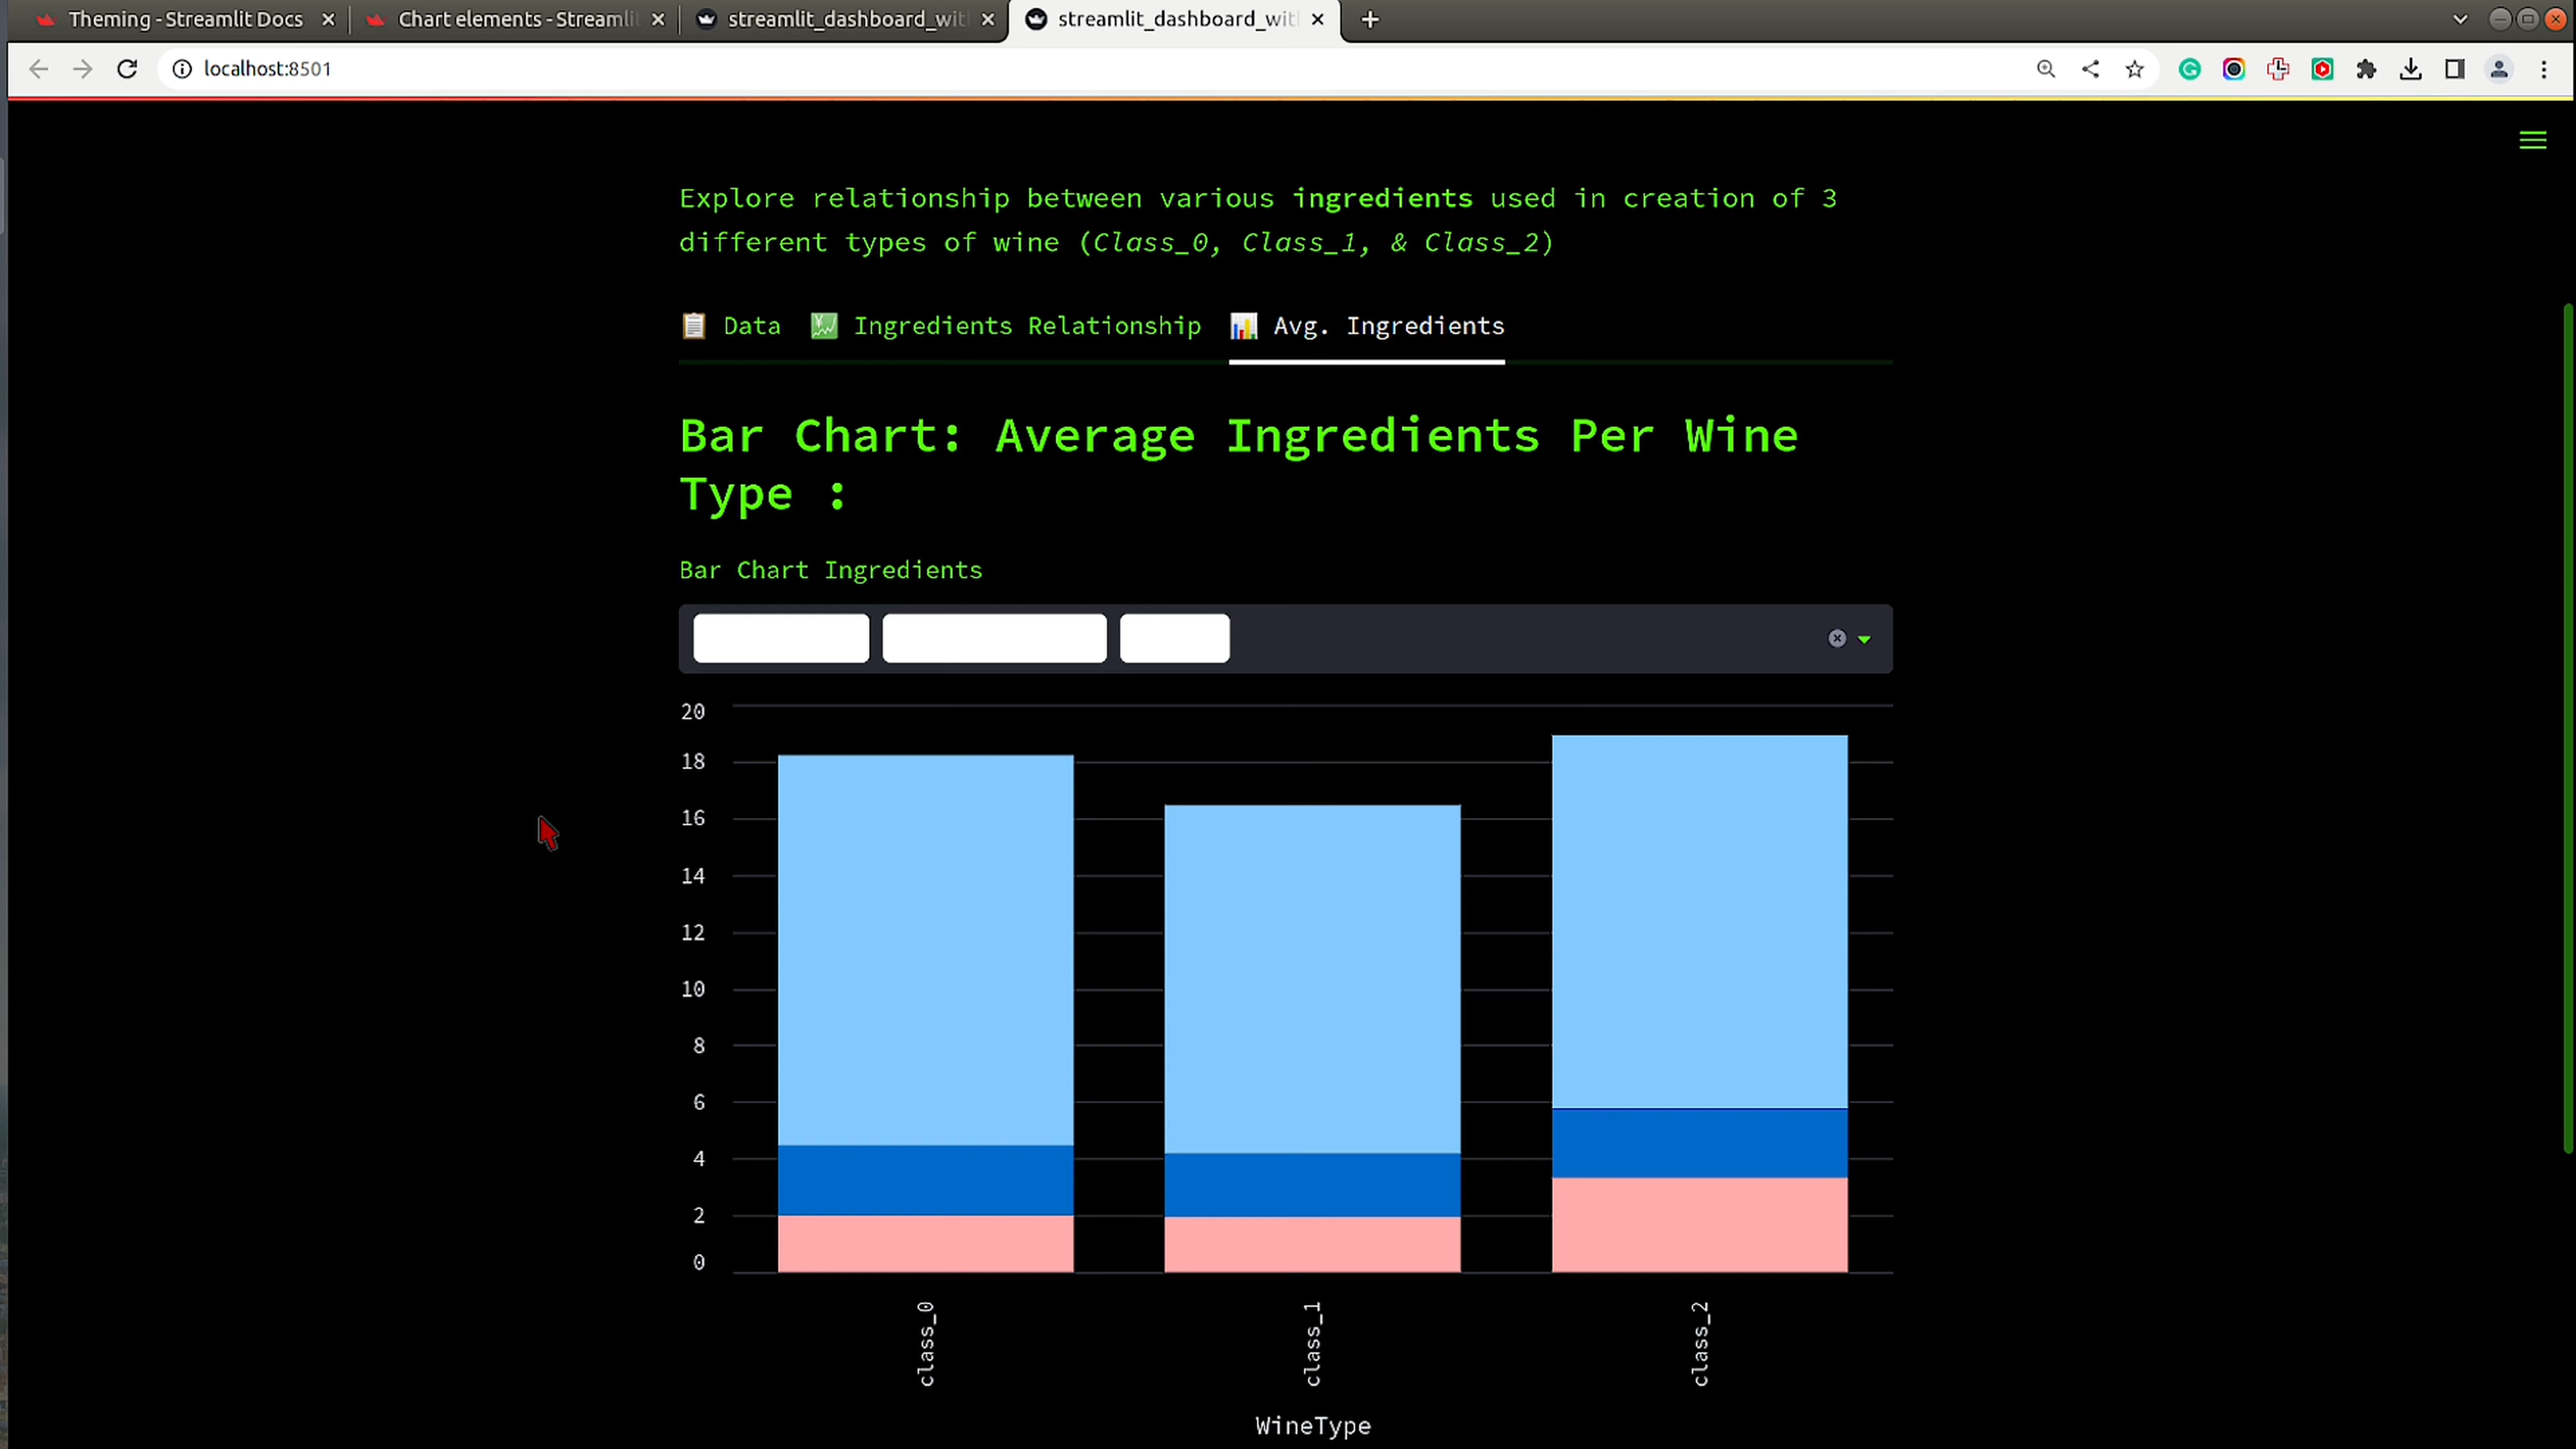 Theming - Streamlit Docs
Chart elements - Streamlit
streamlit_dashboard_wit
streamlit_dashboard_wit
localhost:8501
Explore relationship between various ingredients used in creation of 3
different types of wine (Class_0, Class_1, & Class_2)
Data
Ingredients Relationship
Avg. Ingredients
Bar Chart: Average Ingredients Per Wine
Type :
Bar Chart Ingredients
20
18
16
14
12
10
8
6
4
2
0
class_0
class_1
class_2
WineType